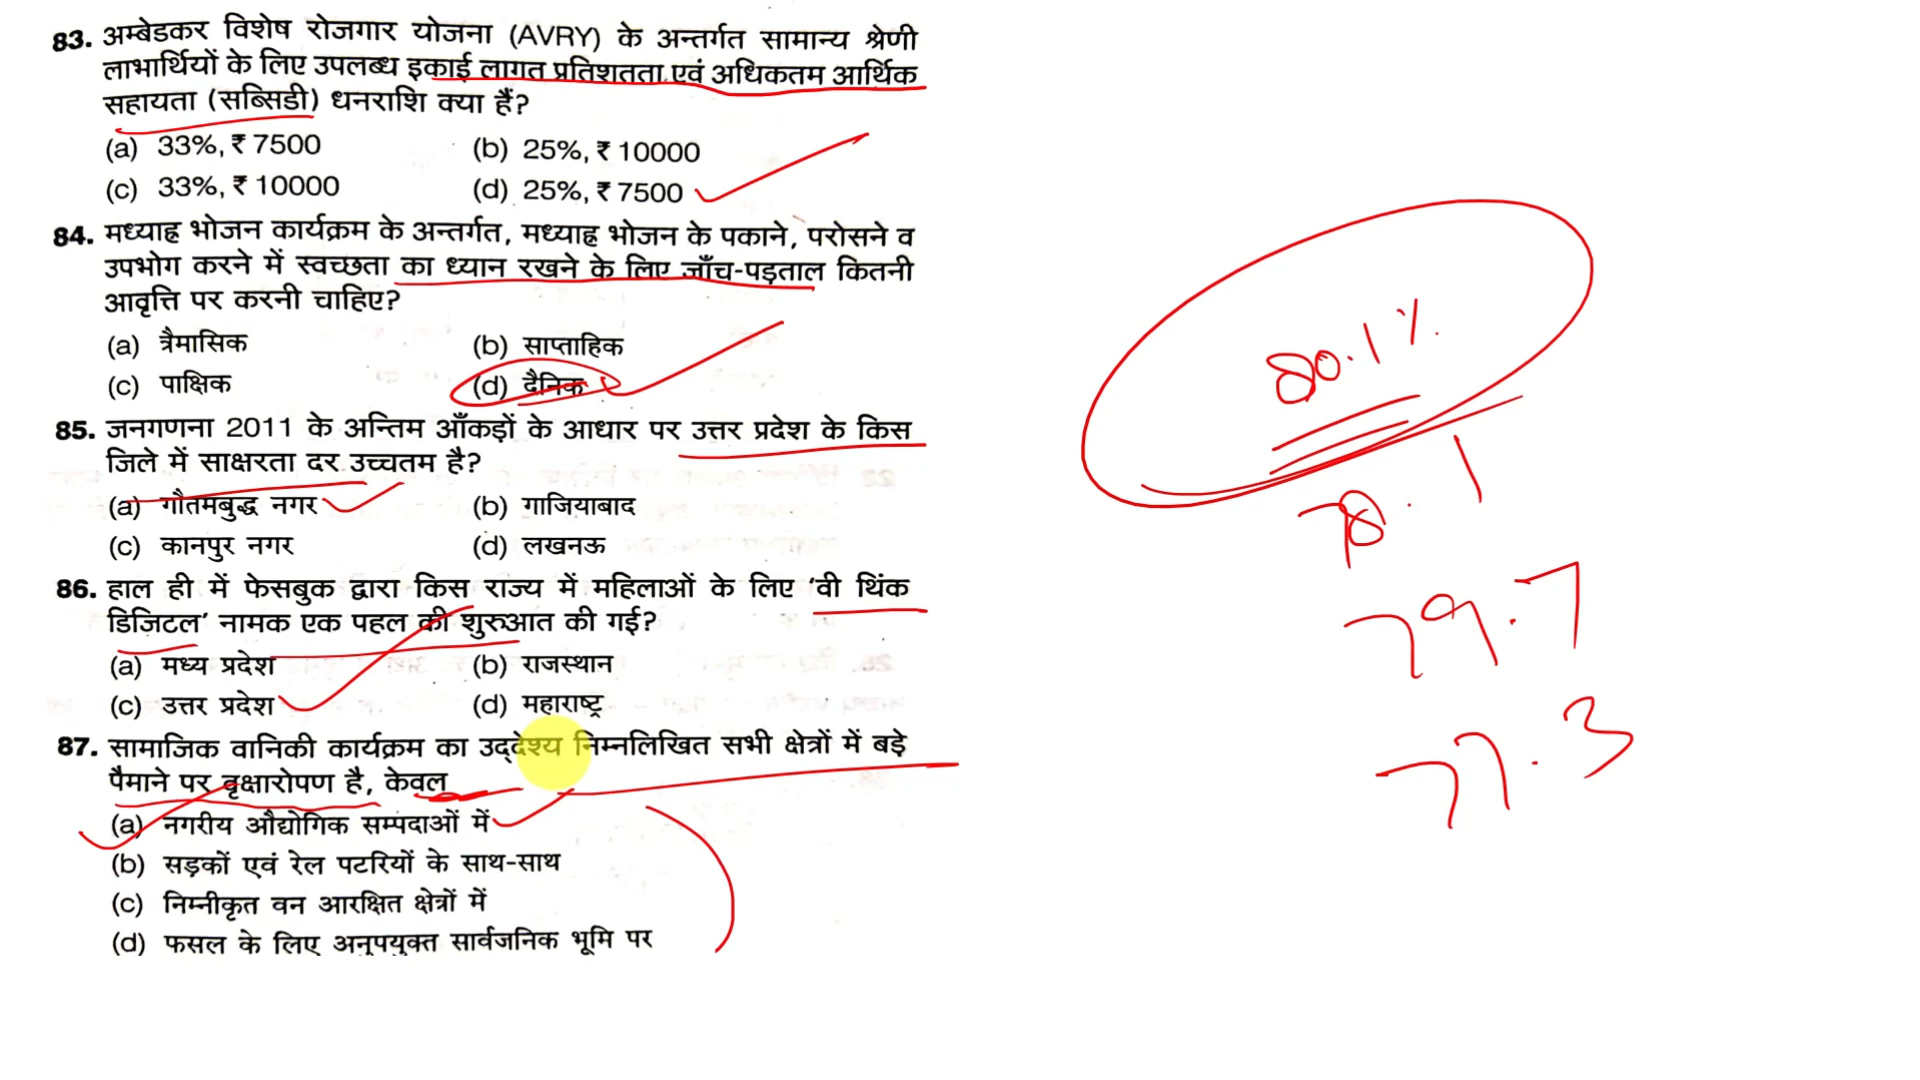 83. अम्बेडकर विशेष रोजगार योजना (AVRY) के अन्तर्गत सामान्य श्रेणी
लाभार्थियों के लिए उपलब्ध इकाई लागत प्रतिशतता एवं अधिकतम आर्थिक
सहायता (सब्सिडी) धनराशि क्या हैं?
(a) 33%, ₹ 7500 (b) 25%, ₹ 10000
(c) 33%, ₹ 10000 (d) 25%, ₹ 7500
84. मध्याह्न भोजन कार्यक्रम के अन्तर्गत, मध्याह्न भोजन के पकाने, परोसने व
उपभोग करने में स्वच्छता का ध्यान रखने के लिए जाँच-पड़ताल कितनी
आवृत्ति पर करनी चाहिए?
(a) त्रैमासिक (b) साप्ताहिक
(c) पाक्षिक (d) दैनिक
85. जनगणना 2011 के अन्तिम आँकड़ों के आधार पर उत्तर प्रदेश के किस
जिले में साक्षरता दर उच्चतम है?
(a) गौतमबुद्ध नगर (b) गाजियाबाद
(c) कानपुर नगर (d) लखनऊ
86. हाल ही में फेसबुक द्वारा किस राज्य में महिलाओं के लिए 'वी थिंक
डिजिटल' नामक एक पहल की शुरुआत की गई?
(a) मध्य प्रदेश (b) राजस्थान
(c) उत्तर प्रदेश (d) महाराष्ट्र
87. सामाजिक वानिकी कार्यक्रम का उद्देश्य निम्नलिखित सभी क्षेत्रों में बड़े
पैमाने पर वृक्षारोपण है, केवल
(a) नगरीय औद्योगिक सम्पदाओं में
(b) सड़कों एवं रेल पटरियों के साथ-साथ
(c) निम्नीकृत वन आरक्षित क्षेत्रों में
(d) फसल के लिए अनुपयुक्त सार्वजनिक भूमि पर
80.1%.
78.1
79.7
77.3